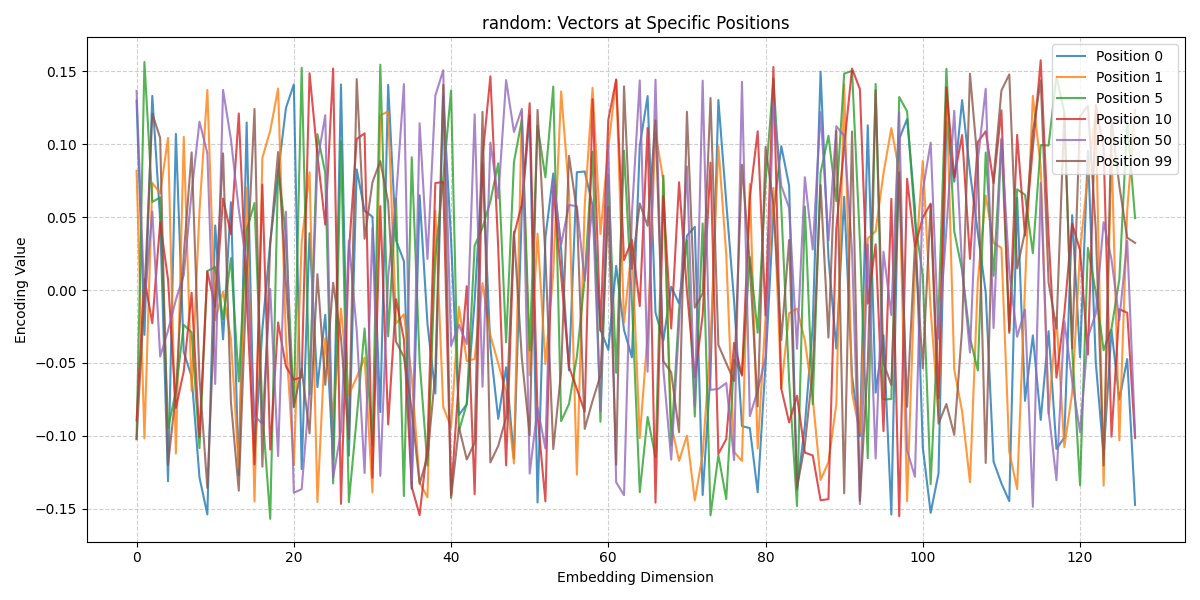 random: Vectors at Specific Positions
Encoding Value
0.15
0.10
0.05
0.00
−0.05
−0.10
−0.15
Position 0
Position 1
Position 5
Position 10
Position 50
Position 99
0 20 40 60 80 100 120
Embedding Dimension